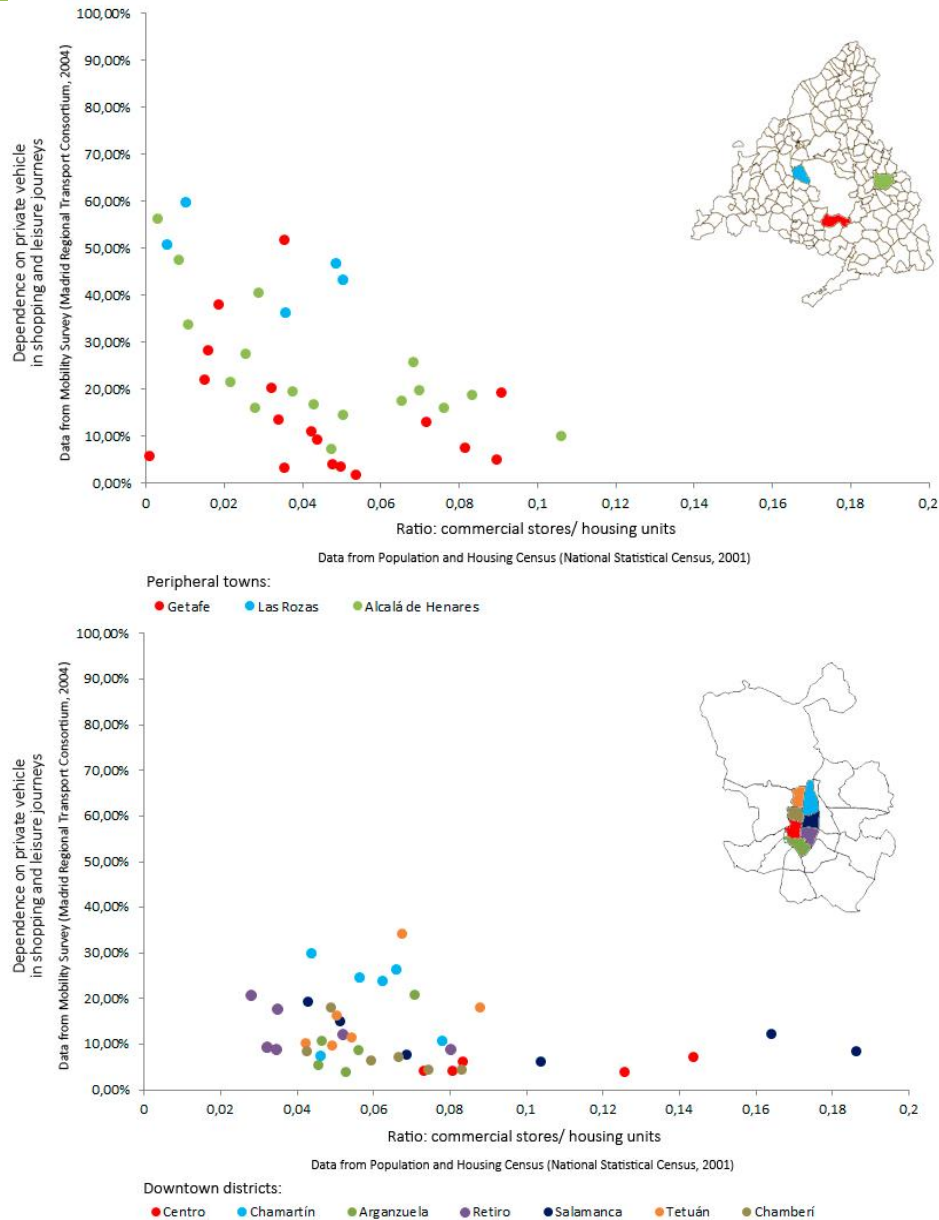 100,00%
90,00%
80,00%
70,00%
60,00%
50,00%
40,00%
30,00%
20,00%
10,00%
0,00%
Dependence on private vehicle
in shopping and leisure journeys
Data from Mobility Survey (Madrid Regional Transport Consortium, 2004)
0 0,02 0,04 0,06 0,08 0,1 0,12 0,14 0,16 0,18 0,2
Ratio: commercial stores/ housing units
Data from Population and Housing Census (National Statistical Census, 2001)
Peripheral towns:
Getafe Las Rozas Alcalá de Henares
100,00%
90,00%
80,00%
70,00%
60,00%
50,00%
40,00%
30,00%
20,00%
10,00%
0,00%
Dependence on private vehicle
in shopping and leisure journeys
Data from Mobility Survey (Madrid Regional Transport Consortium, 2004)
0 0,02 0,04 0,06 0,08 0,1 0,12 0,14 0,16 0,18 0,2
Ratio: commercial stores/ housing units
Data from Population and Housing Census (National Statistical Census, 2001)
Downtown districts:
Centro Chamartín Arganzuela Retiro Salamanca Tetuán Chamberí